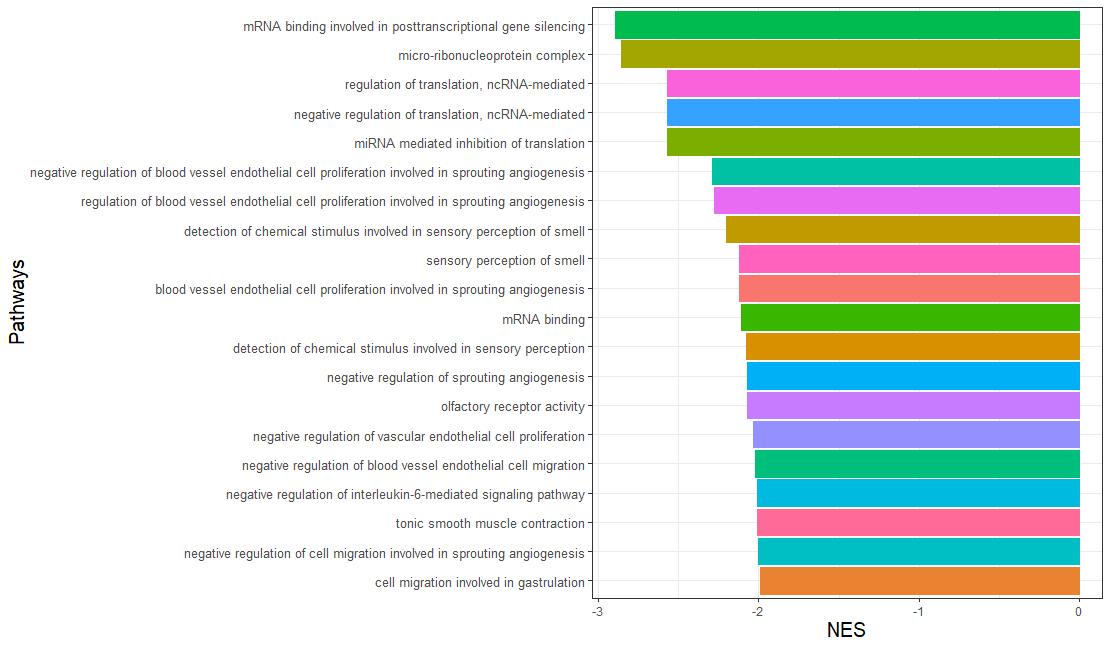 mRNA binding involved in posttranscriptional gene silencing
micro-ribonucleoprotein complex
regulation of translation, ncRNA-mediated
negative regulation of translation, ncRNA-mediated
miRNA mediated inhibition of translation
negative regulation of blood vessel endothelial cell proliferation involved in sprouting angiogenesis
regulation of blood vessel endothelial cell proliferation involved in sprouting angiogenesis
detection of chemical stimulus involved in sensory perception of smell
sensory perception of smell
blood vessel endothelial cell proliferation involved in sprouting angiogenesis
mRNA binding
detection of chemical stimulus involved in sensory perception
negative regulation of sprouting angiogenesis
olfactory receptor activity
negative regulation of vascular endothelial cell proliferation
negative regulation of blood vessel endothelial cell migration
negative regulation of interleukin-6-mediated signaling pathway
tonic smooth muscle contraction
negative regulation of cell migration involved in sprouting angiogenesis
cell migration involved in gastrulation
Pathways
-3 -2 -1 0
NES